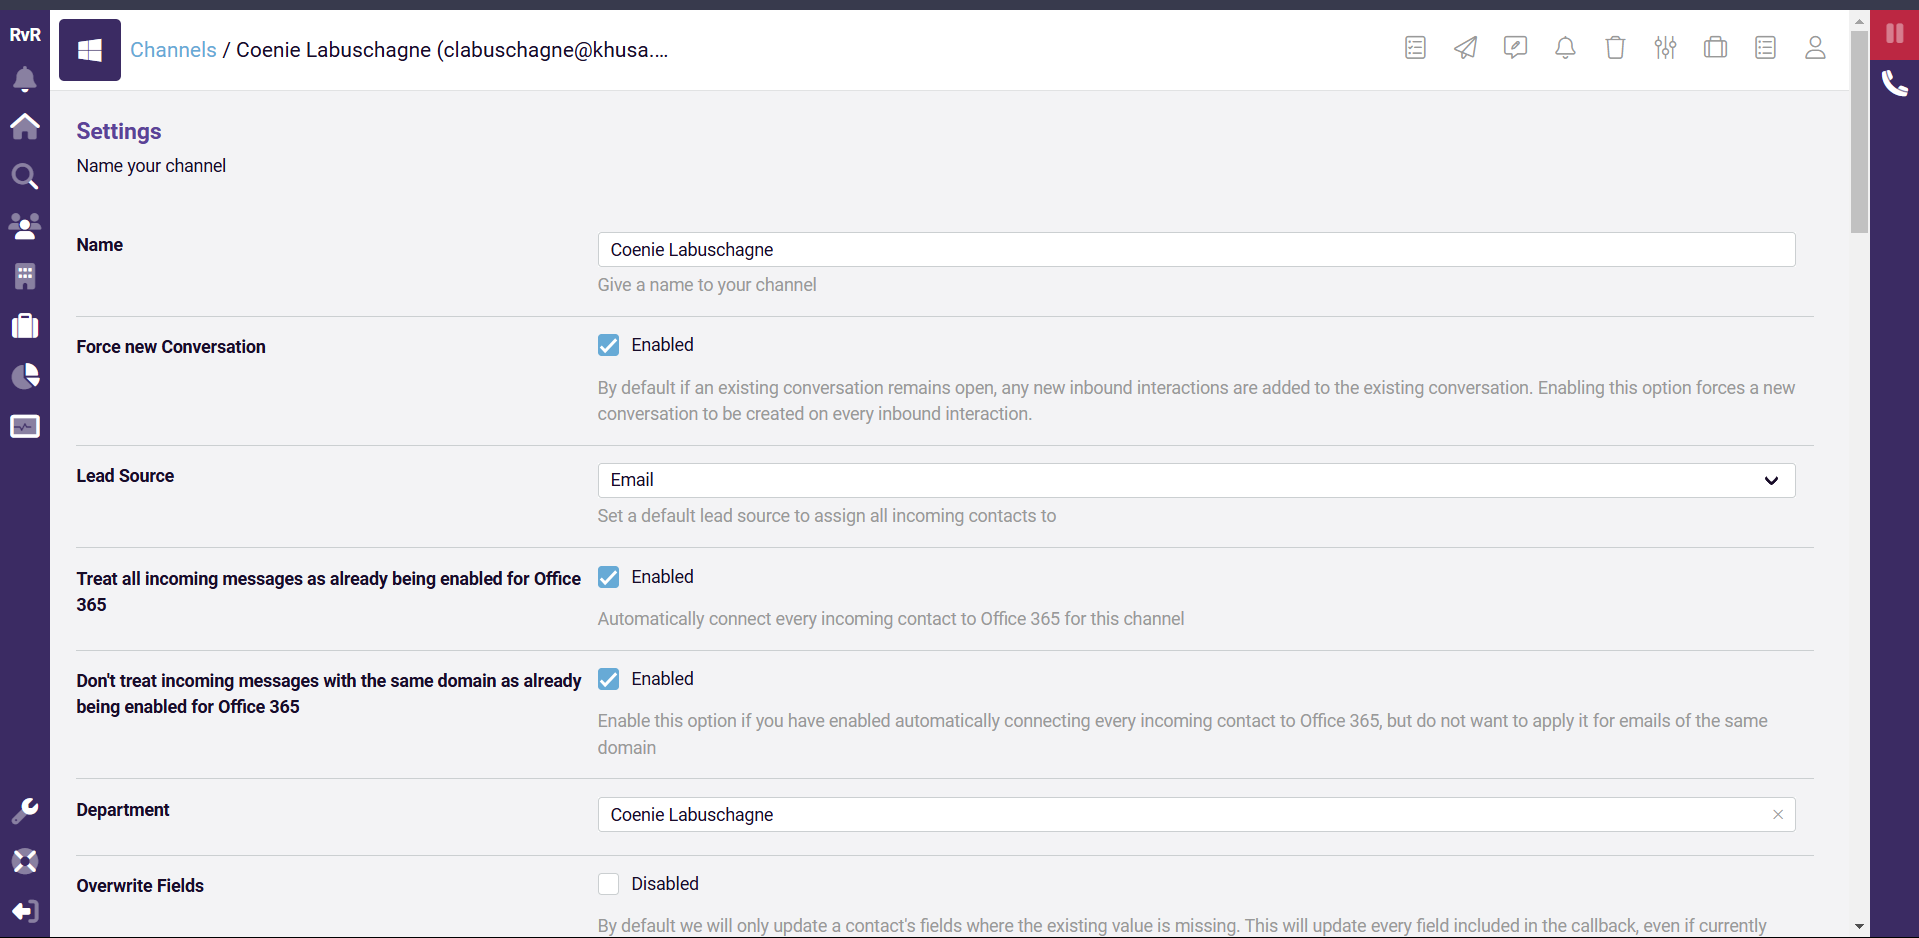 RvR
Channels / Coenie Labuschagne (clabuschagne@khusa....
Settings
Name your channel
Name
Coenie Labuschagne
Give a name to your channel
Force new Conversation
Enabled
By default if an existing conversation remains open, any new inbound interactions are added to the existing conversation. Enabling this option forces a new
conversation to be created on every inbound interaction.
Lead Source
Email
Set a default lead source to assign all incoming contacts to
Treat all incoming messages as already being enabled for Office
365
Enabled
Automatically connect every incoming contact to Office 365 for this channel
Don't treat incoming messages with the same domain as already
being enabled for Office 365
Enabled
Enable this option if you have enabled automatically connecting every incoming contact to Office 365, but do not want to apply it for emails of the same
domain
Department
Coenie Labuschagne
Overwrite Fields
Disabled
By default we will only update a contact's fields where the existing value is missing. This will update every field included in the callback, even if currently